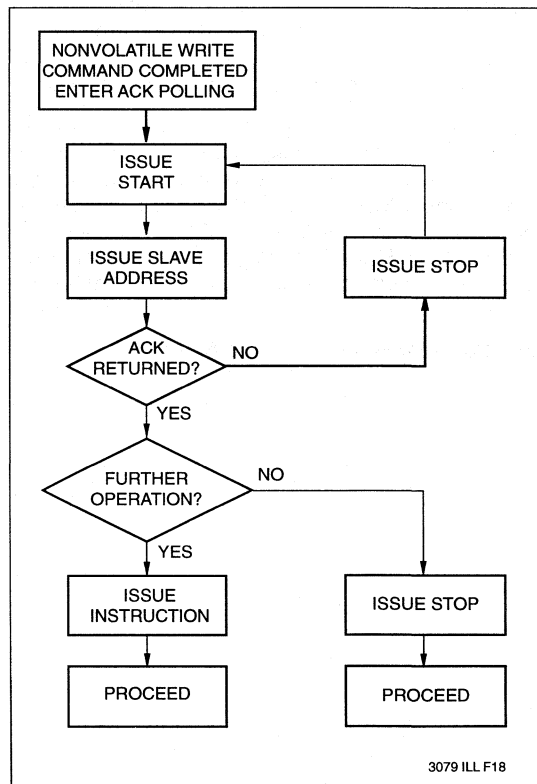 NONVOLATILE WRITE
COMMAND COMPLETED
ENTER ACK POLLING
ISSUE
START
ISSUE SLAVE
ADDRESS
ISSUE STOP
ACK
RETURNED?
NO
YES
FURTHER
OPERATION?
NO
YES
ISSUE
INSTRUCTION
ISSUE STOP
PROCEED
PROCEED
3079 ILL F18